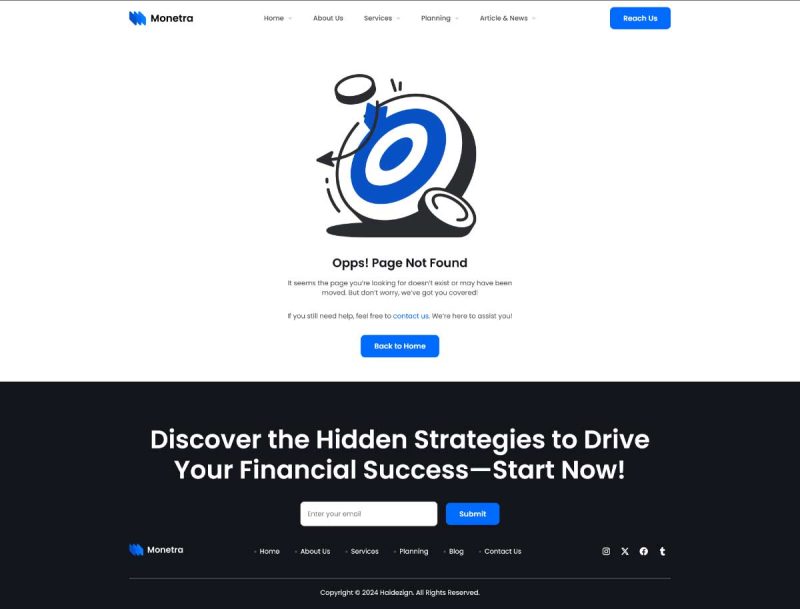 Monetra
Home
About Us
Services
Planning
Article & News
Reach Us
Opps! Page Not Found
It seems the page you're looking for doesn't exist or may have been
moved. But don't worry, we've got you covered!
If you still need help, feel free to contact us. We're here to assist you!
Back to Home
Discover the Hidden Strategies to Drive
Your Financial Success—Start Now!
Enter your email
Submit
Monetra
Home
About Us
Services
Planning
Blog
Contact Us
Copyright © 2024 Haldezign. All Rights Reserved.